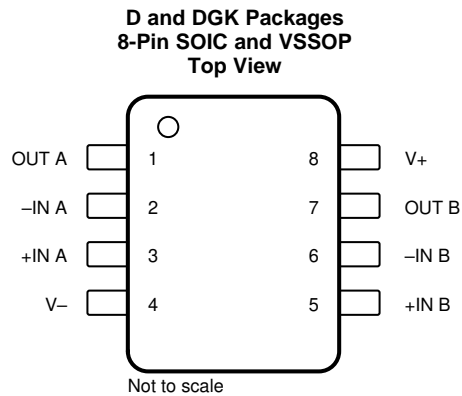 D and DGK Packages
8-Pin SOIC and VSSOP
Top View
OUT A 1 8 V+
–IN A 2 7 OUT B
+IN A 3 6 –IN B
V– 4 5 +IN B
Not to scale